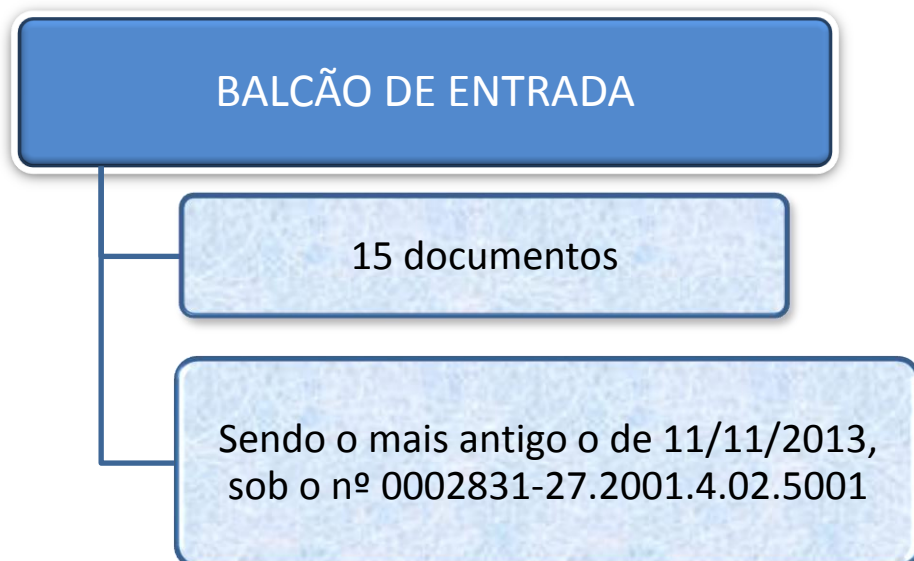 BALCÃO DE ENTRADA
15 documentos
Sendo o mais antigo o de 11/11/2013,
sob o nº 0002831-27.2001.4.02.5001